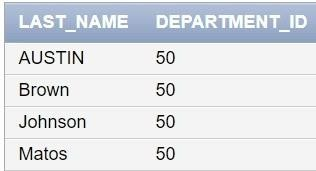 LAST_NAME DEPARTMENT_ID
AUSTIN 50
Brown 50
Johnson 50
Matos 50